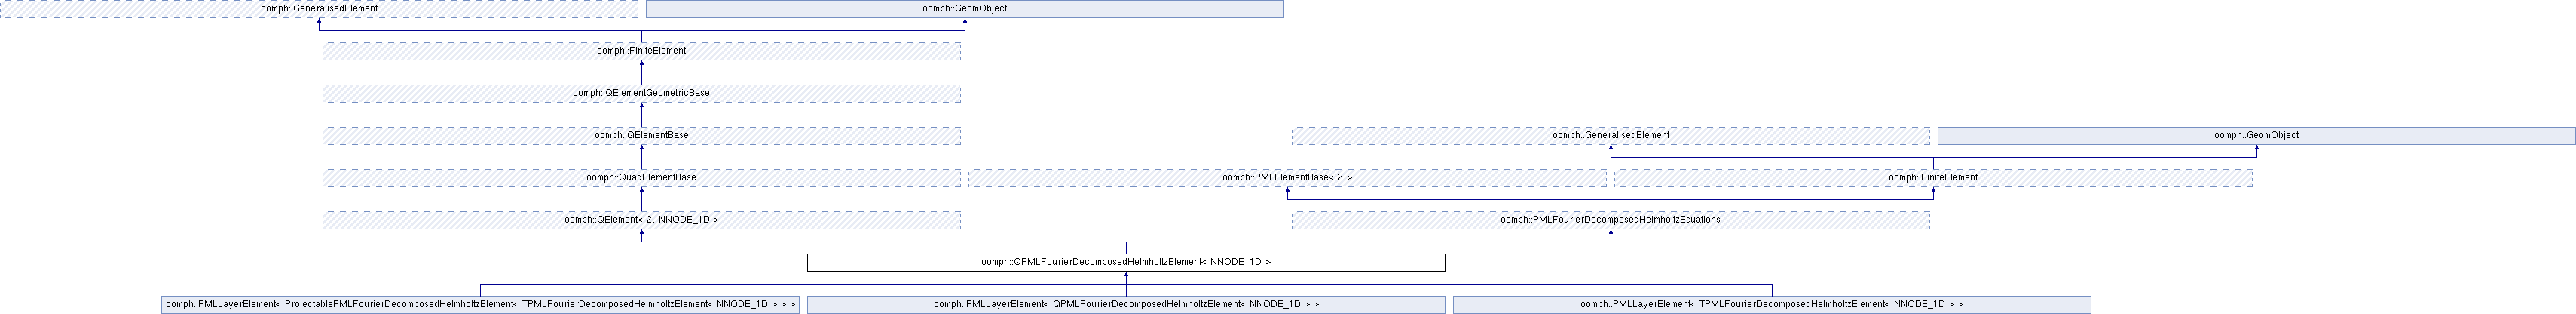 oomph::GeneralisedElement
oomph::GeomObject
oomph::FiniteElement
oomph::QElementGeometricBase
oomph::QElementBase
oomph::GeneralisedElement
oomph::GeomObject
oomph::QuadElementBase
oomph::PMLElementBase< 2 >
oomph::FiniteElement
oomph::QElement< 2, NNODE_1D >
oomph::PMLFourierDecomposedHelmholtzEquations
oomph::QPMLFourierDecomposedHelmholtzElement< NNODE_1D >
oomph::PMLLayerElement< ProjectablePMLFourierDecomposedHelmholtzElement< TPMLFourierDecomposedHelmholtzElement< NNODE_1D > > >
oomph::PMLLayerElement< QPMLFourierDecomposedHelmholtzElement< NNODE_1D > >
oomph::PMLLayerElement< TPMLFourierDecomposedHelmholtzElement< NNODE_1D > >